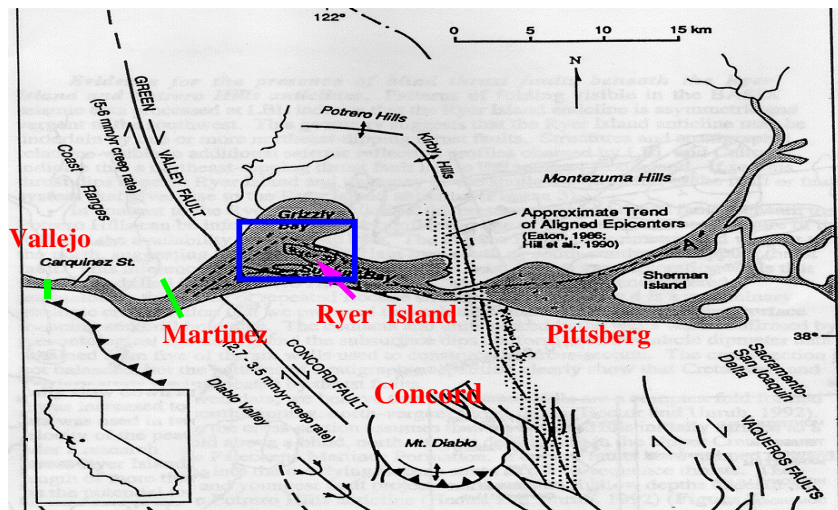 122°
0 5 10 15 km
N
GREEN
VALLEY FAULT
(5-6 mm/yr creep rate)
Coast
Ranges
Potrero Hills
Kirby
Hills
Montezuma Hills
Grizzly
Bay
Approximate Trend
of Aligned Epicenters
(Eaton, 1986;
Hill et al., 1990)
A'
Vallejo
Carquinez St.
Bay
Sherman
Island
Martinez
Ryer Island
Pittsberg
38°
CONCORD FAULT
(2.7 - 3.5 mm/yr creep rate)
Diablo Valley
Concord
Mt. Diablo
Sacramento
San Joaquin
Delta
VAQUEROS FAULTS